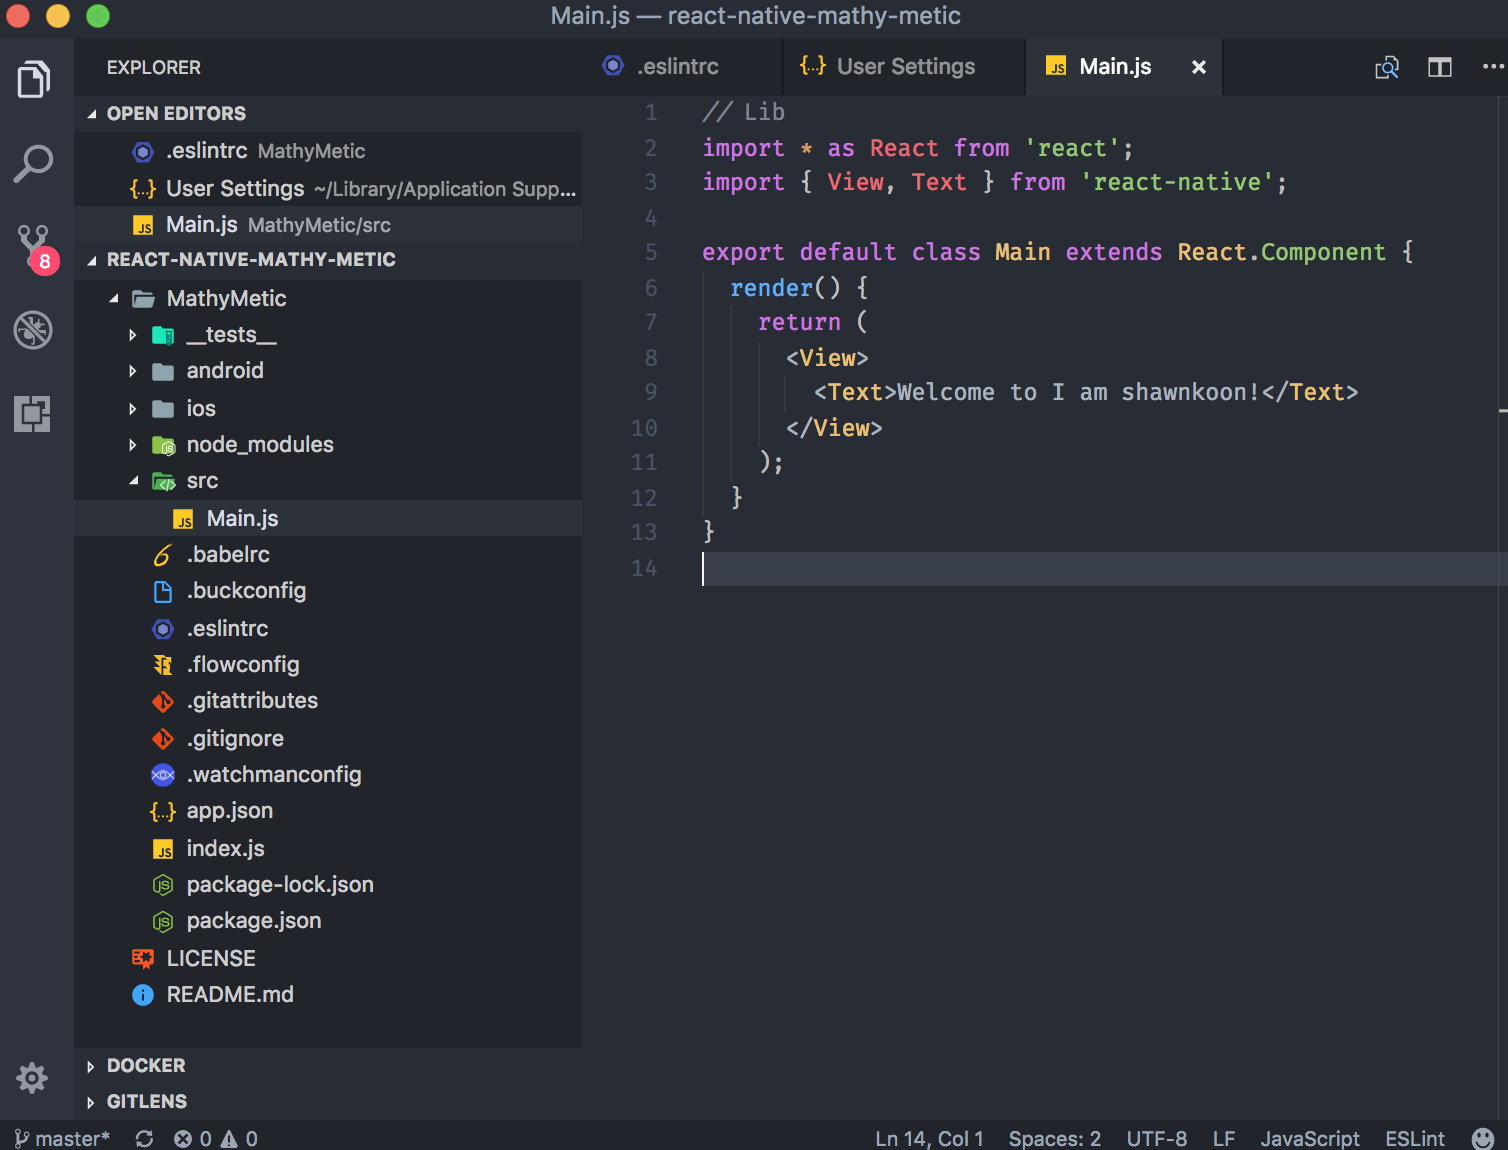 Main.js — react-native-mathy-metic
EXPLORER
OPEN EDITORS
.eslintrc MathyMetic
{..} User Settings ~/Library/Application Supp...
JS Main.js MathyMetic/src
REACT-NATIVE-MATHY-METIC
MathyMetic
__tests__
android
ios
node_modules
src
JS Main.js
.babelrc
.buckconfig
.eslintrc
.flowconfig
.gitattributes
.gitignore
.watchmanconfig
{..} app.json
JS index.js
JS package-lock.json
JS package.json
LICENSE
README.md
DOCKER
GITLENS
8
.eslintrc
{..} User Settings
JS Main.js ×
1 // Lib
2 import * as React from 'react';
3 import { View, Text } from 'react-native';
4
5 export default class Main extends React.Component {
6 render() {
7 return (
8 <View>
9 <Text>Welcome to I am shawnkoon!</Text>
10 </View>
11 );
12 }
13 }
14
master* 0 0 Ln 14, Col 1 Spaces: 2 UTF-8 LF JavaScript ESLint